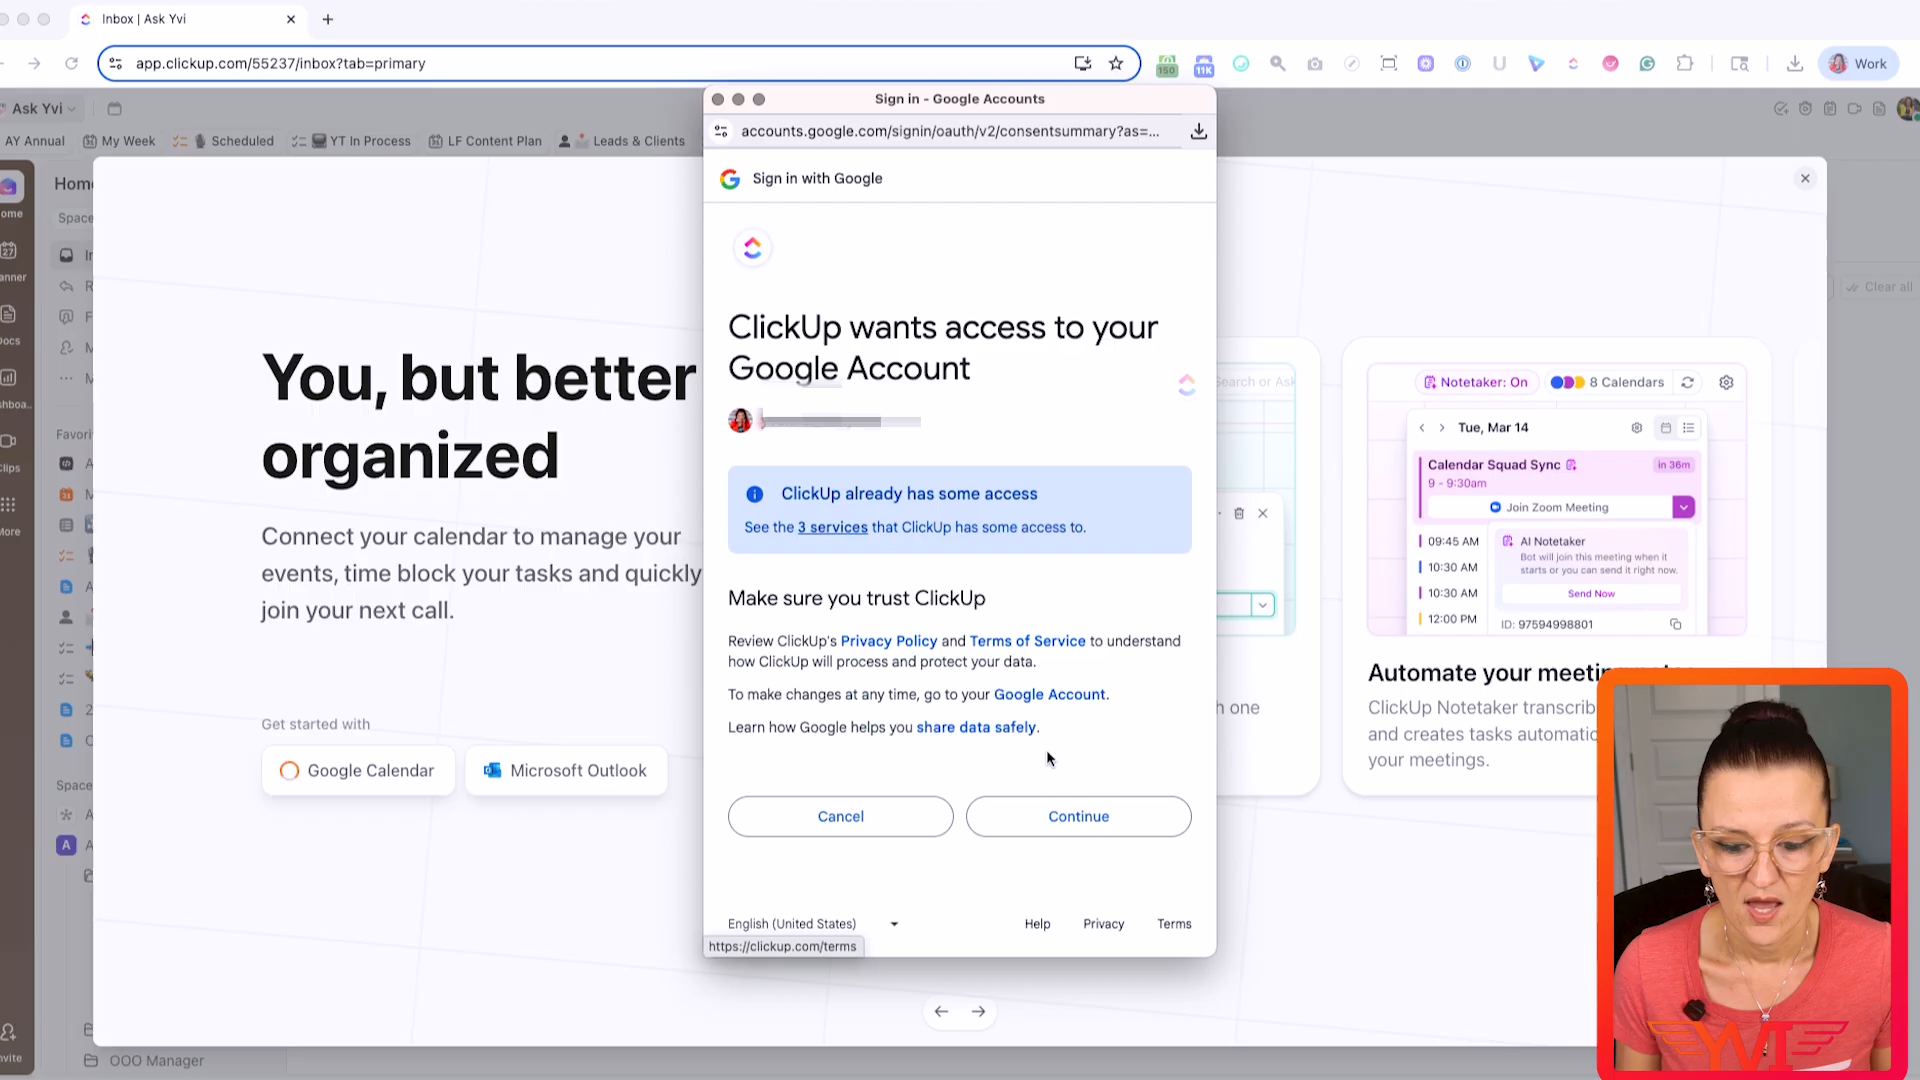 Inbox | Ask Yvi
app.clickup.com/55237/inbox?tab=primary
150
11K
Work
Ask Yvi
AY Annual
My Week
Scheduled
YT In Process
LF Content Plan
Leads & Clients
Sign in - Google Accounts
accounts.google.com/signin/oauth/v2/consentsummary?as=...
Sign in with Google
ClickUp wants access to your
Google Account
ClickUp already has some access
See the 3 services that ClickUp has some access to.
Make sure you trust ClickUp
Review ClickUp's Privacy Policy and Terms of Service to understand
how ClickUp will process and protect your data.
To make changes at any time, go to your Google Account.
Learn how Google helps you share data safely.
Cancel
Continue
English (United States)
Help
Privacy
Terms
https://clickup.com/terms
You, but better
organized
Connect your calendar to manage your
events, time block your tasks and quickly
join your next call.
Get started with
Google Calendar
Microsoft Outlook
Search or Ask
one
Clear all
Notetaker: On
8 Calendars
Tue, Mar 14
Calendar Squad Sync
in 36m
9 - 9:30am
Join Zoom Meeting
09:45 AM
AI Notetaker
Bot will join this meeting when it
starts or you can send it right now.
10:30 AM
10:30 AM
Send Now
12:00 PM
ID: 97594998801
Automate your
ClickUp Notetaker
and creates tasks
your meetings.
27
A
OOO Manager
YVI